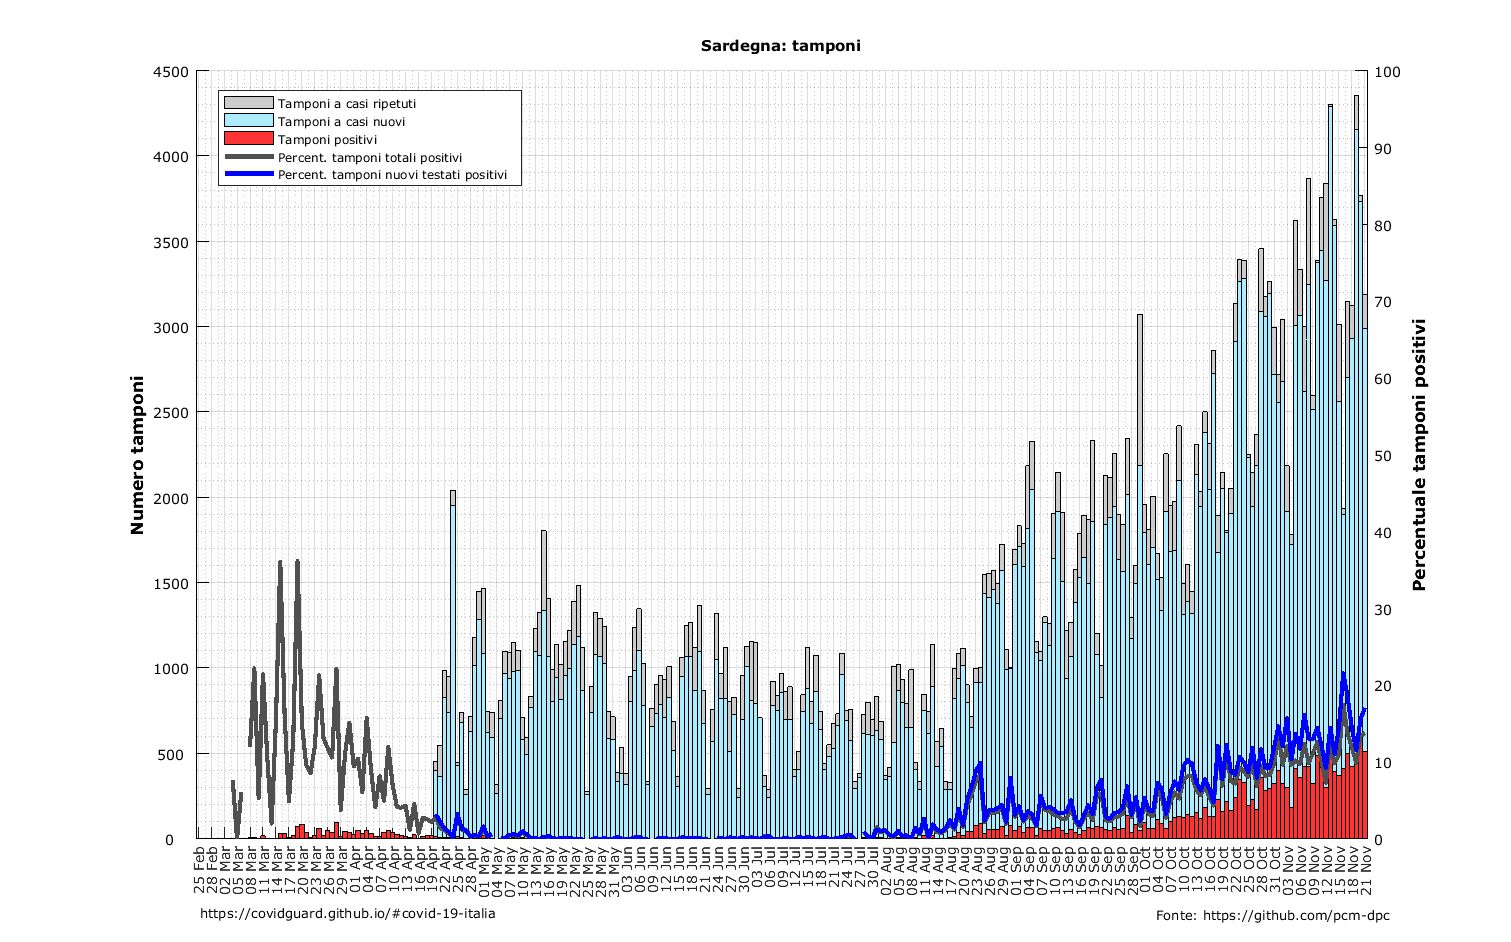 Sardegna: tamponi
4500
4000
3500
3000
2500
2000
1500
1000
500
0
Numero tamponi
Tamponi a casi ripetuti
Tamponi a casi nuovi
Tamponi positivi
Percent. tamponi totali positivi
Percent. tamponi nuovi testati positivi
100
90
80
70
60
50
40
30
20
10
0
Percentuale tamponi positivi
25 Feb
28 Feb
02 Mar
05 Mar
08 Mar
11 Mar
14 Mar
17 Mar
20 Mar
23 Mar
26 Mar
29 Mar
01 Apr
04 Apr
07 Apr
10 Apr
13 Apr
16 Apr
19 Apr
22 Apr
25 Apr
28 Apr
01 May
04 May
07 May
10 May
13 May
16 May
19 May
22 May
25 May
28 May
31 May
03 Jun
06 Jun
09 Jun
12 Jun
15 Jun
18 Jun
21 Jun
24 Jun
27 Jun
30 Jun
03 Jul
06 Jul
09 Jul
12 Jul
15 Jul
18 Jul
21 Jul
24 Jul
27 Jul
30 Jul
02 Aug
05 Aug
08 Aug
11 Aug
14 Aug
17 Aug
20 Aug
23 Aug
26 Aug
29 Aug
01 Sep
04 Sep
07 Sep
10 Sep
13 Sep
16 Sep
19 Sep
22 Sep
25 Sep
28 Sep
01 Oct
04 Oct
07 Oct
10 Oct
13 Oct
16 Oct
19 Oct
22 Oct
25 Oct
28 Oct
31 Oct
03 Nov
06 Nov
09 Nov
12 Nov
15 Nov
18 Nov
21 Nov
https://covidguard.github.io/#covid-19-italia
Fonte: https://github.com/pcm-dpc